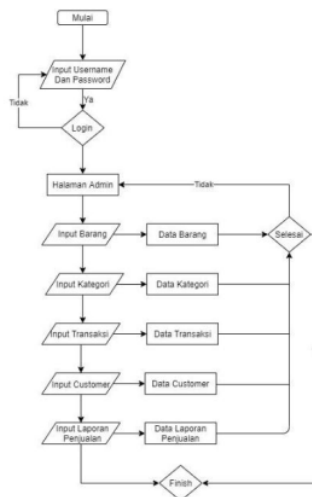 Mulai
Input Username
Dan Password
Tidak
Ya
Login
Halaman Admin
Tidak
Input Barang
Data Barang
Selesai
Input Kategori
Data Kategori
Input Transaksi
Data Transaksi
Input Customer
Data Customer
Input Laporan
Penjualan
Data Laporan
Penjualan
Finish